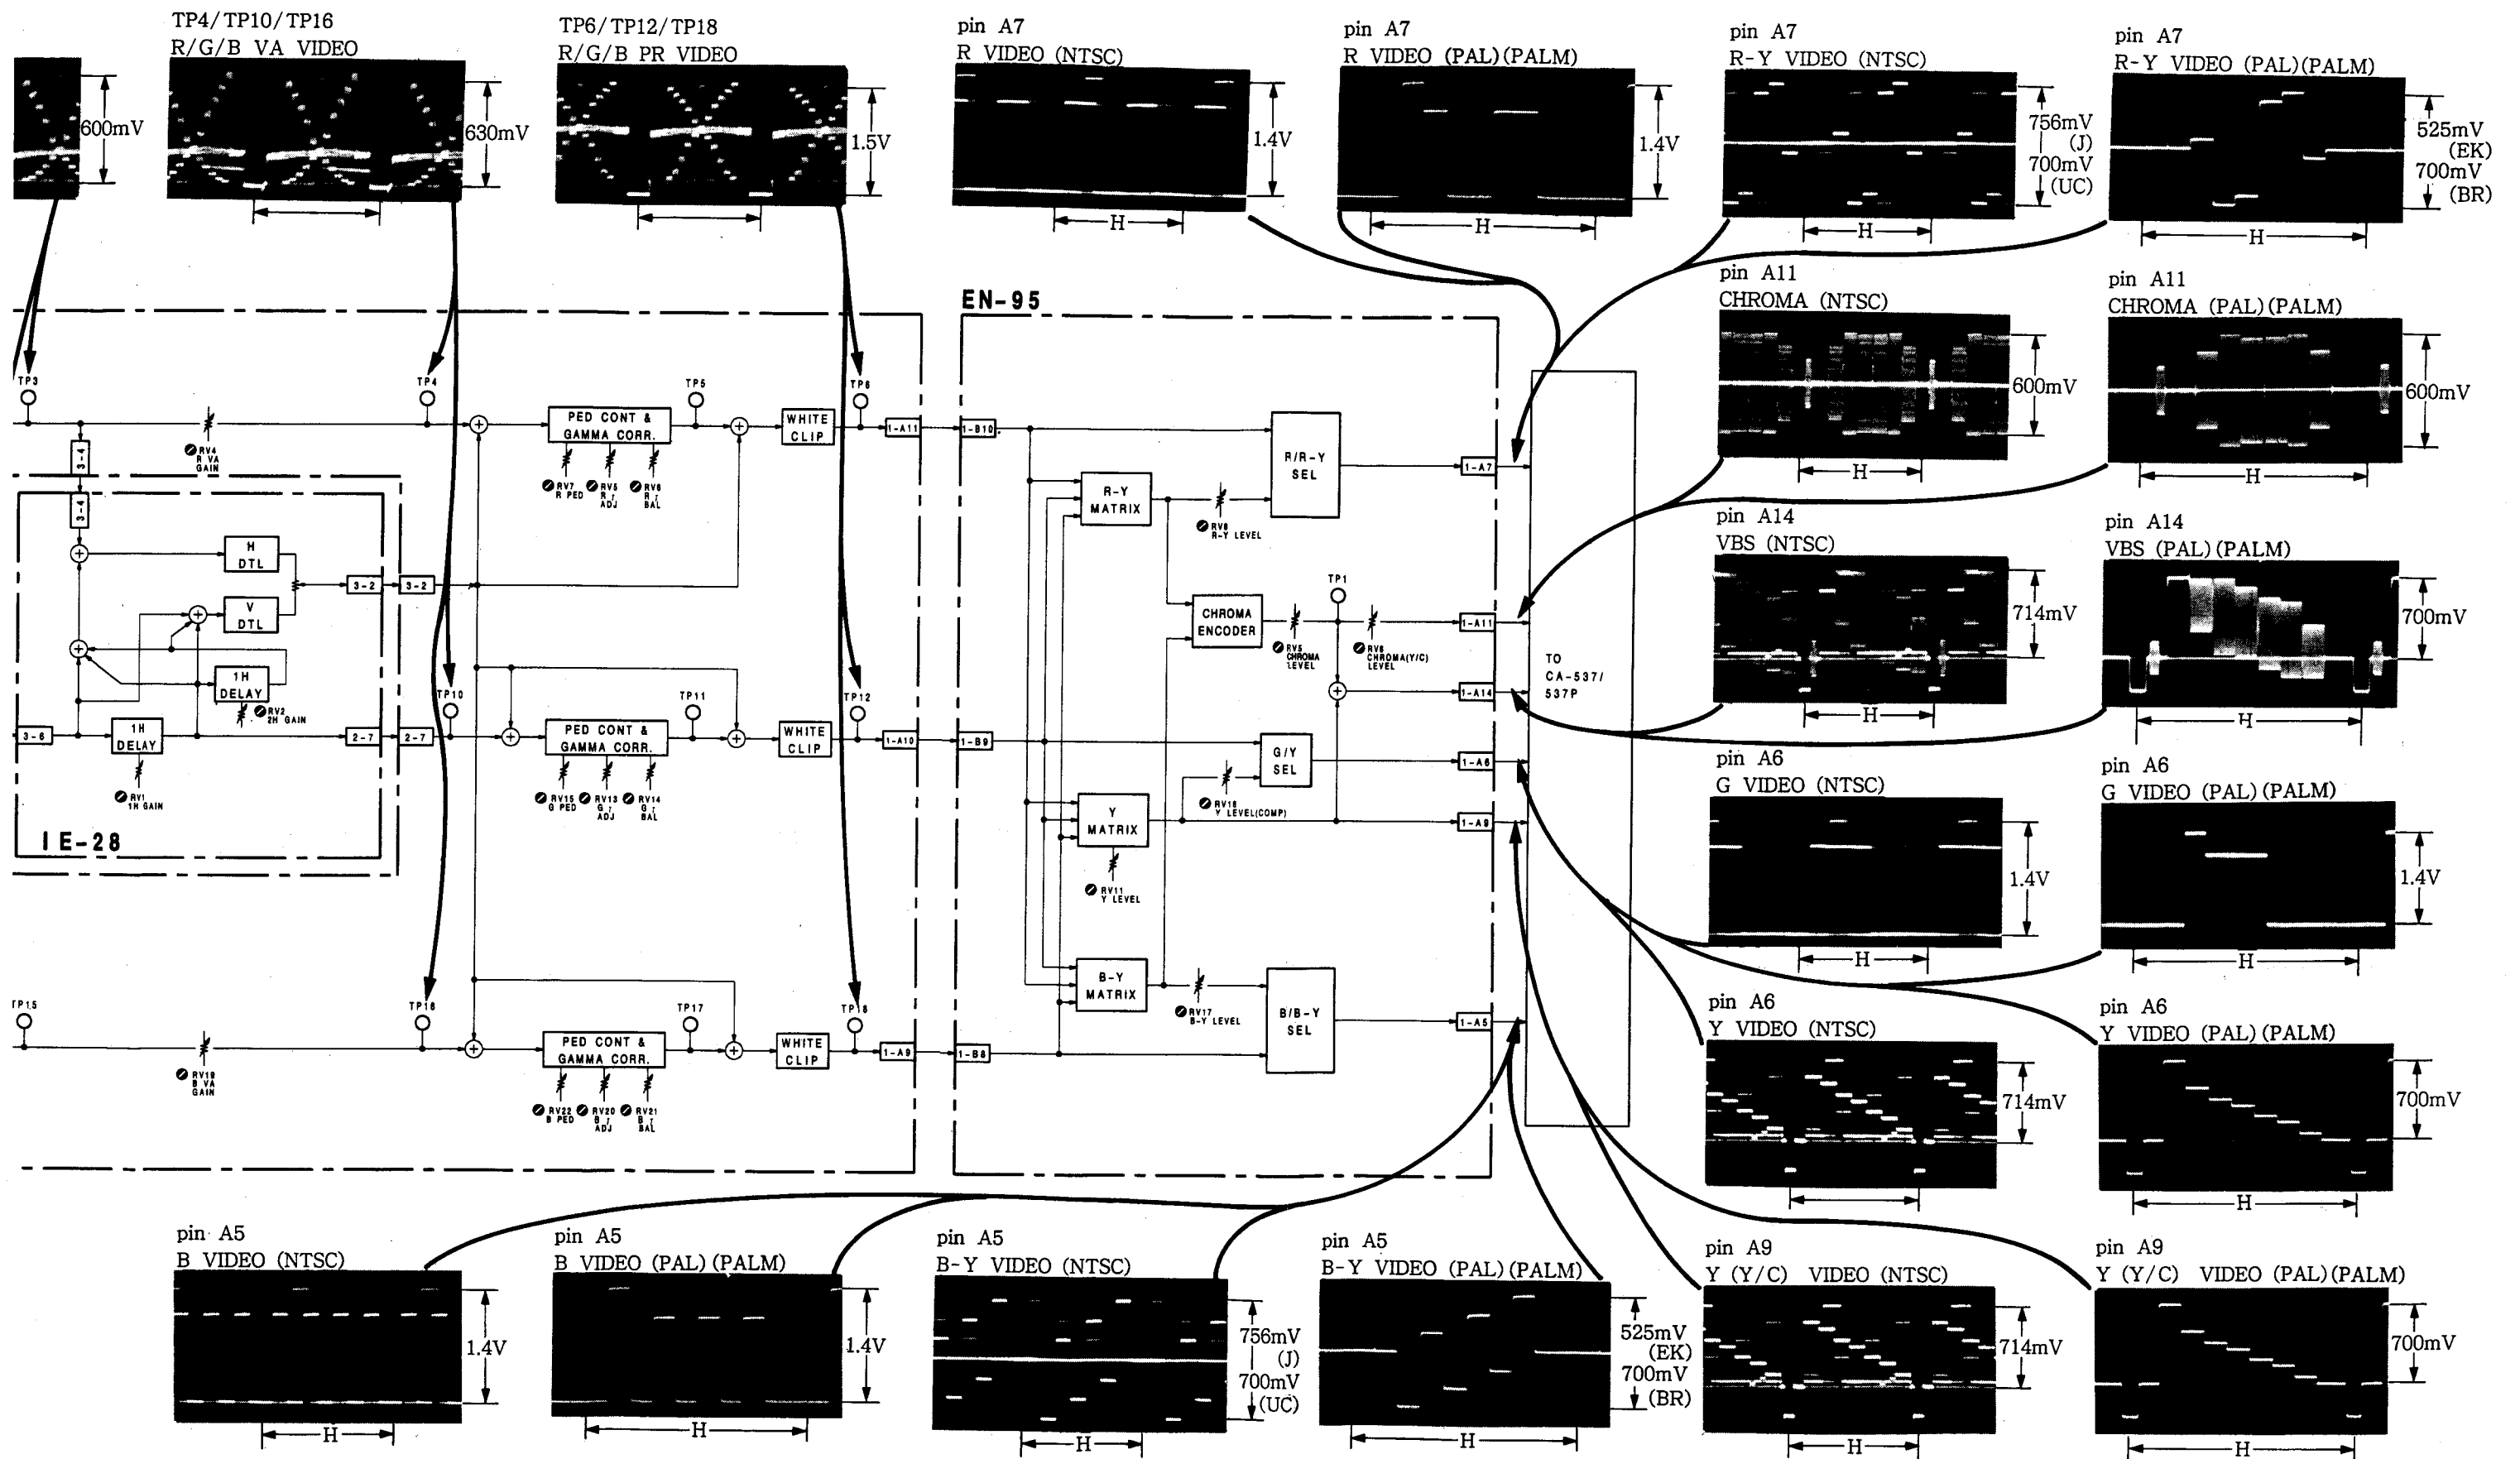 TP4/TP10/TP16
R/G/B VA VIDEO
600mV
630mV
TP6/TP12/TP18
R/G/B PR VIDEO
1.5V
pin A7
R VIDEO (NTSC)
1.4V
H
pin A7
R VIDEO (PAL)(PALM)
1.4V
H
pin A7
R-Y VIDEO (NTSC)
756mV
(J)
700mV
(UC)
H
pin A7
R-Y VIDEO (PAL)(PALM)
525mV
(EK)
700mV
(BR)
H
pin A11
CHROMA (NTSC)
600mV
H
pin A11
CHROMA (PAL)(PALM)
600mV
H
pin A14
VBS (NTSC)
714mV
H
pin A14
VBS (PAL)(PALM)
700mV
H
pin A6
G VIDEO (NTSC)
1.4V
H
pin A6
G VIDEO (PAL)(PALM)
1.4V
H
pin A6
Y VIDEO (NTSC)
714mV
pin A6
Y VIDEO (PAL)(PALM)
700mV
H
EN-95
TP3
TP4
TP5
TP6
RV4
R VA
GAIN
3-4
3-4
PED CONT &
GAMMA CORR.
RV7
R PED
RV5
R γ
ADJ
RV6
R γ
BAL
WHITE
CLIP
1-A11
1-B10
H
DTL
V
DTL
1H
DELAY
RV2
2H GAIN
3-6
1H
DELAY
RV1
1H GAIN
IE-28
3-2
3-2
2-7
2-7
TP10
TP11
TP12
PED CONT &
GAMMA CORR.
RV15
G PED
RV13
G γ
ADJ
RV14
G γ
BAL
WHITE
CLIP
1-A10
1-B9
TP15
TP16
TP17
TP18
RV19
B VA
GAIN
PED CONT &
GAMMA CORR.
RV22
B PED
RV20
B γ
ADJ
RV21
B γ
BAL
WHITE
CLIP
1-A9
1-B8
R-Y
MATRIX
RV8
R-Y LEVEL
R/R-Y
SEL
1-A7
CHROMA
ENCODER
RV5
CHROMA
LEVEL
TP1
RV6
CHROMA(Y/C)
LEVEL
1-A11
1-A14
G/Y
SEL
RV18
Y LEVEL(COMP)
1-A6
Y
MATRIX
RV11
Y LEVEL
1-A9
B-Y
MATRIX
RV17
B-Y LEVEL
B/B-Y
SEL
1-A5
TO
CA-537/
537P
pin A5
B VIDEO (NTSC)
1.4V
H
pin A5
B VIDEO (PAL)(PALM)
1.4V
H
pin A5
B-Y VIDEO (NTSC)
756mV
(J)
700mV
(UC)
H
pin A5
B-Y VIDEO (PAL)(PALM)
525mV
(EK)
700mV
(BR)
H
pin A9
Y (Y/C) VIDEO (NTSC)
714mV
H
pin A9
Y (Y/C) VIDEO (PAL)(PALM)
700mV
H